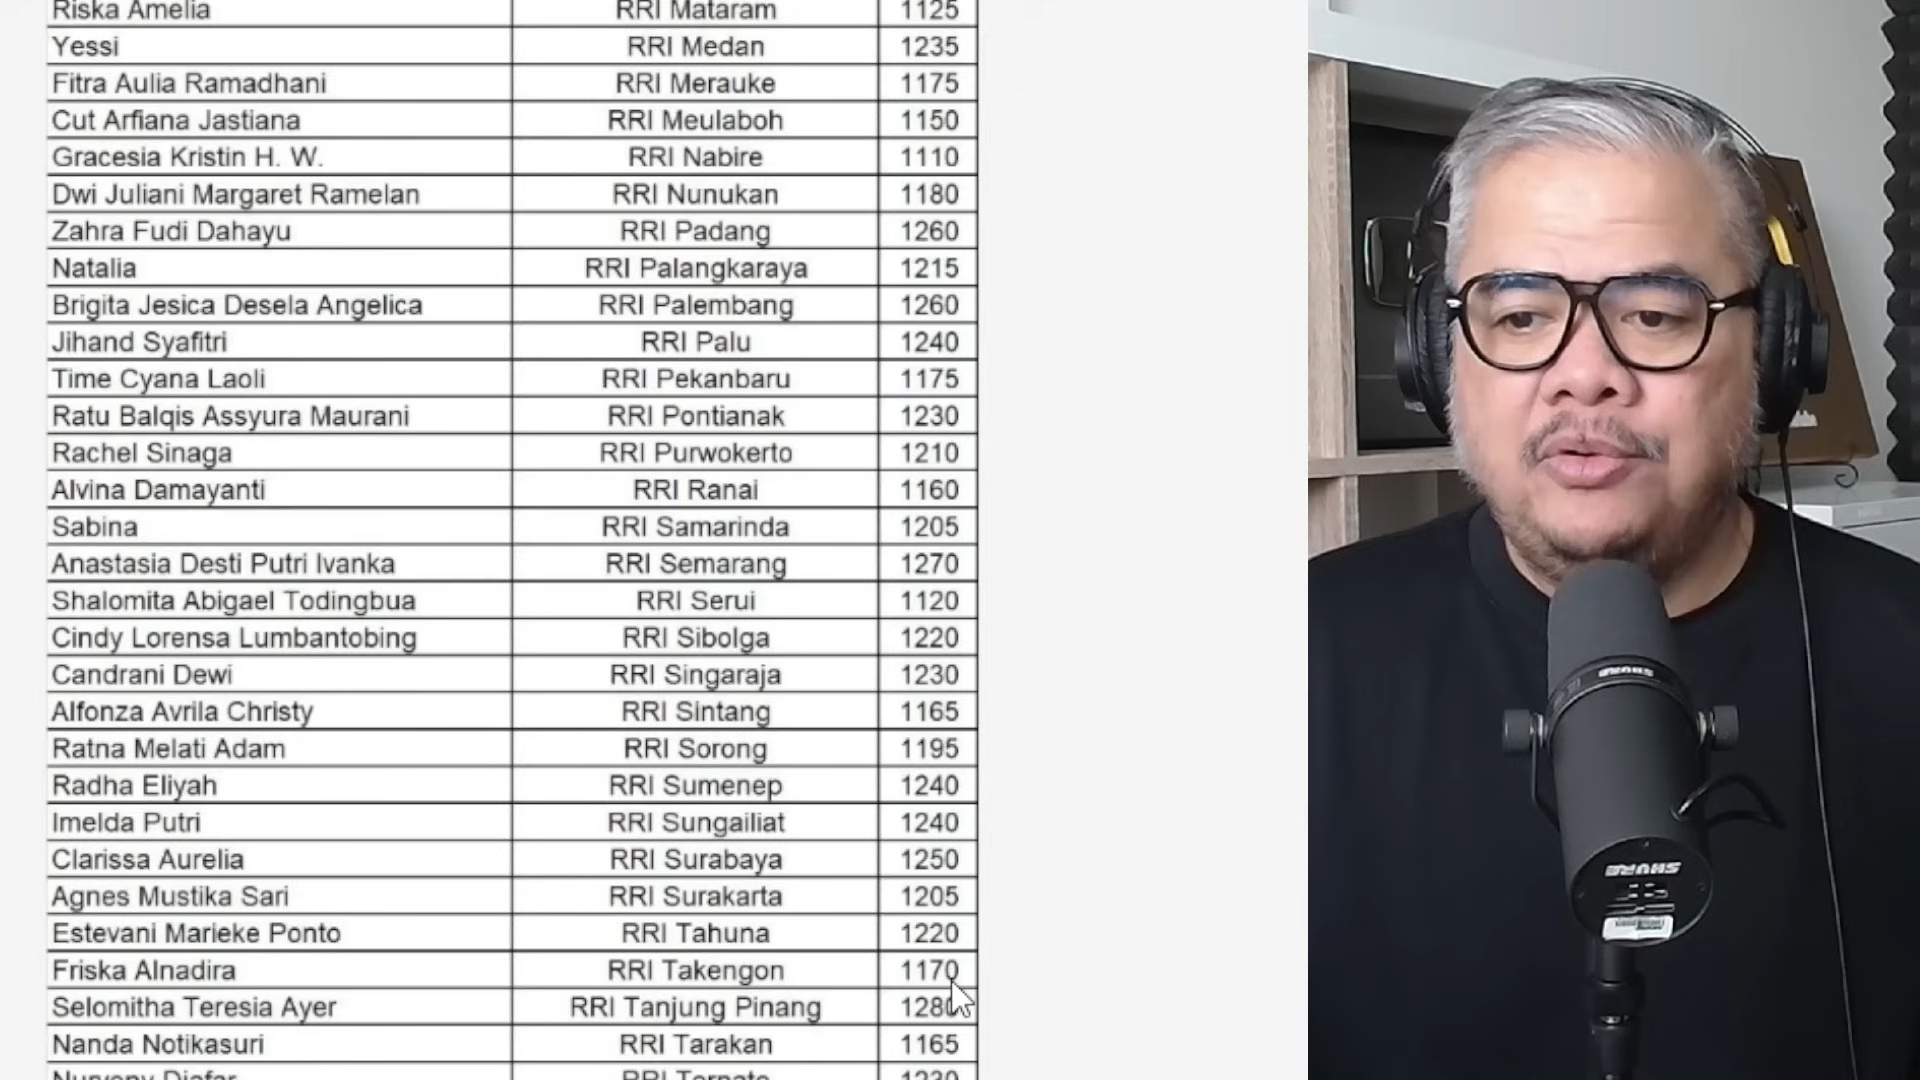 Riska Amelia RRI Mataram 1125
Yessi RRI Medan 1235
Fitra Aulia Ramadhani RRI Merauke 1175
Cut Arfiana Jastiana RRI Meulaboh 1150
Gracesia Kristin H. W. RRI Nabire 1110
Dwi Juliani Margaret Ramelan RRI Nunukan 1180
Zahra Fudi Dahayu RRI Padang 1260
Natalia RRI Palangkaraya 1215
Brigita Jesica Desela Angelica RRI Palembang 1260
Jihand Syafitri RRI Palu 1240
Time Cyana Laoli RRI Pekanbaru 1175
Ratu Balqis Assyura Maurani RRI Pontianak 1230
Rachel Sinaga RRI Purwokerto 1210
Alvina Damayanti RRI Ranai 1160
Sabina RRI Samarinda 1205
Anastasia Desti Putri Ivanka RRI Semarang 1270
Shalomita Abigael Todingbua RRI Serui 1120
Cindy Lorensa Lumbantobing RRI Sibolga 1220
Candrani Dewi RRI Singaraja 1230
Alfonza Avrila Christy RRI Sintang 1165
Ratna Melati Adam RRI Sorong 1195
Radha Eliyah RRI Sumenep 1240
Imelda Putri RRI Sungailiat 1240
Clarissa Aurelia RRI Surabaya 1250
Agnes Mustika Sari RRI Surakarta 1205
Estevani Marieke Ponto RRI Tahuna 1220
Friska Alnadira RRI Takengon 1170
Selomitha Teresia Ayer RRI Tanjung Pinang 1280
Nanda Notikasuri RRI Tarakan 1165
RRI Ternate 1230
SHURE
SHURE